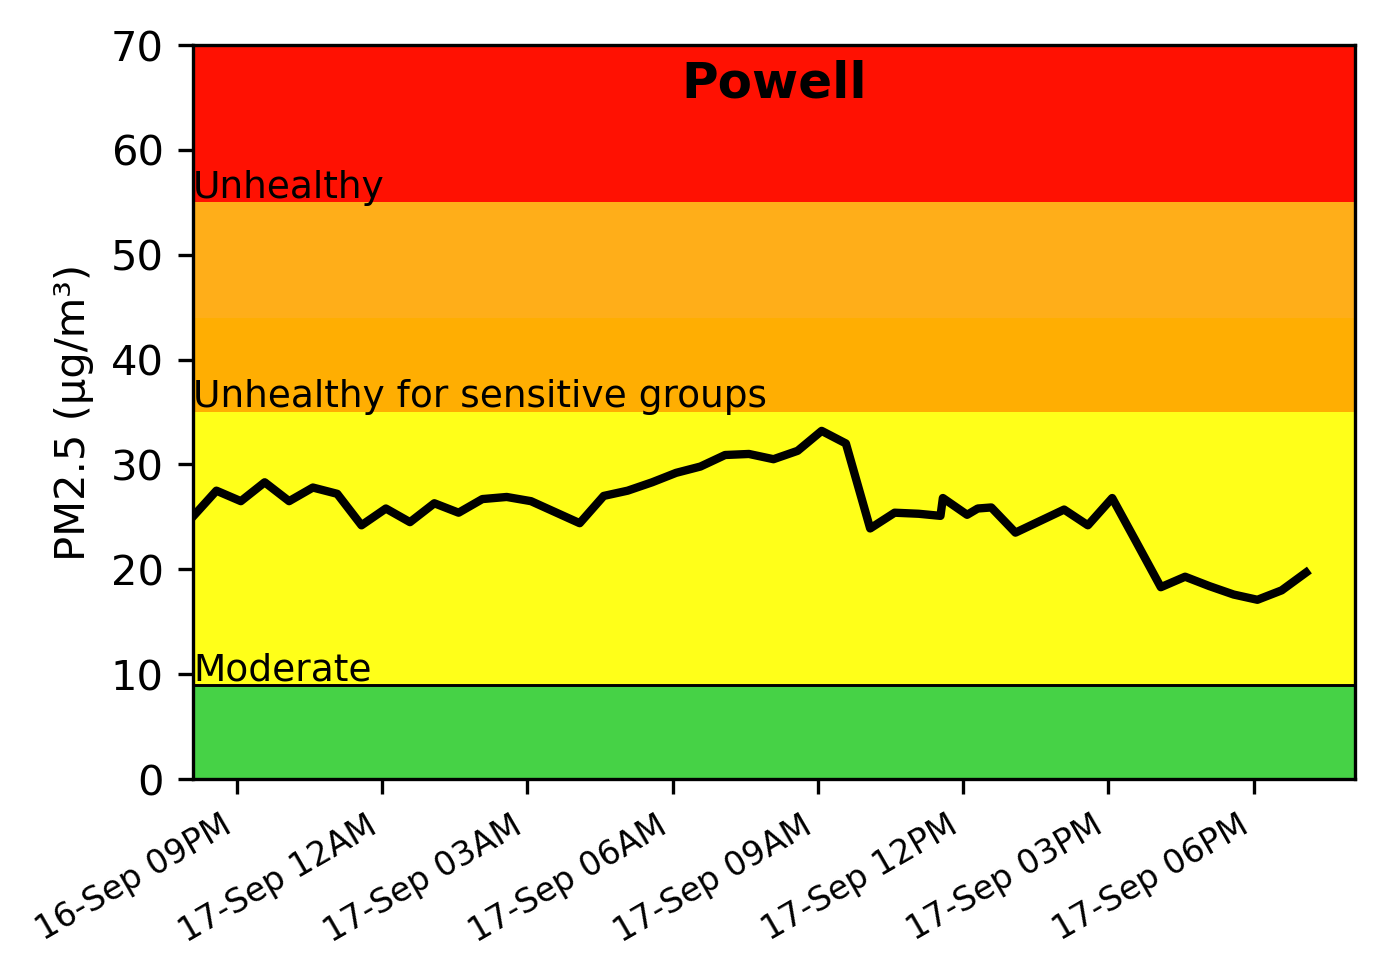 Powell
70
60
Unhealthy
50
40
Unhealthy for sensitive groups
30
20
10
Moderate
0
PM2.5 (µg/m³)
16-Sep 09PM
17-Sep 12AM
17-Sep 03AM
17-Sep 06AM
17-Sep 09AM
17-Sep 12PM
17-Sep 03PM
17-Sep 06PM